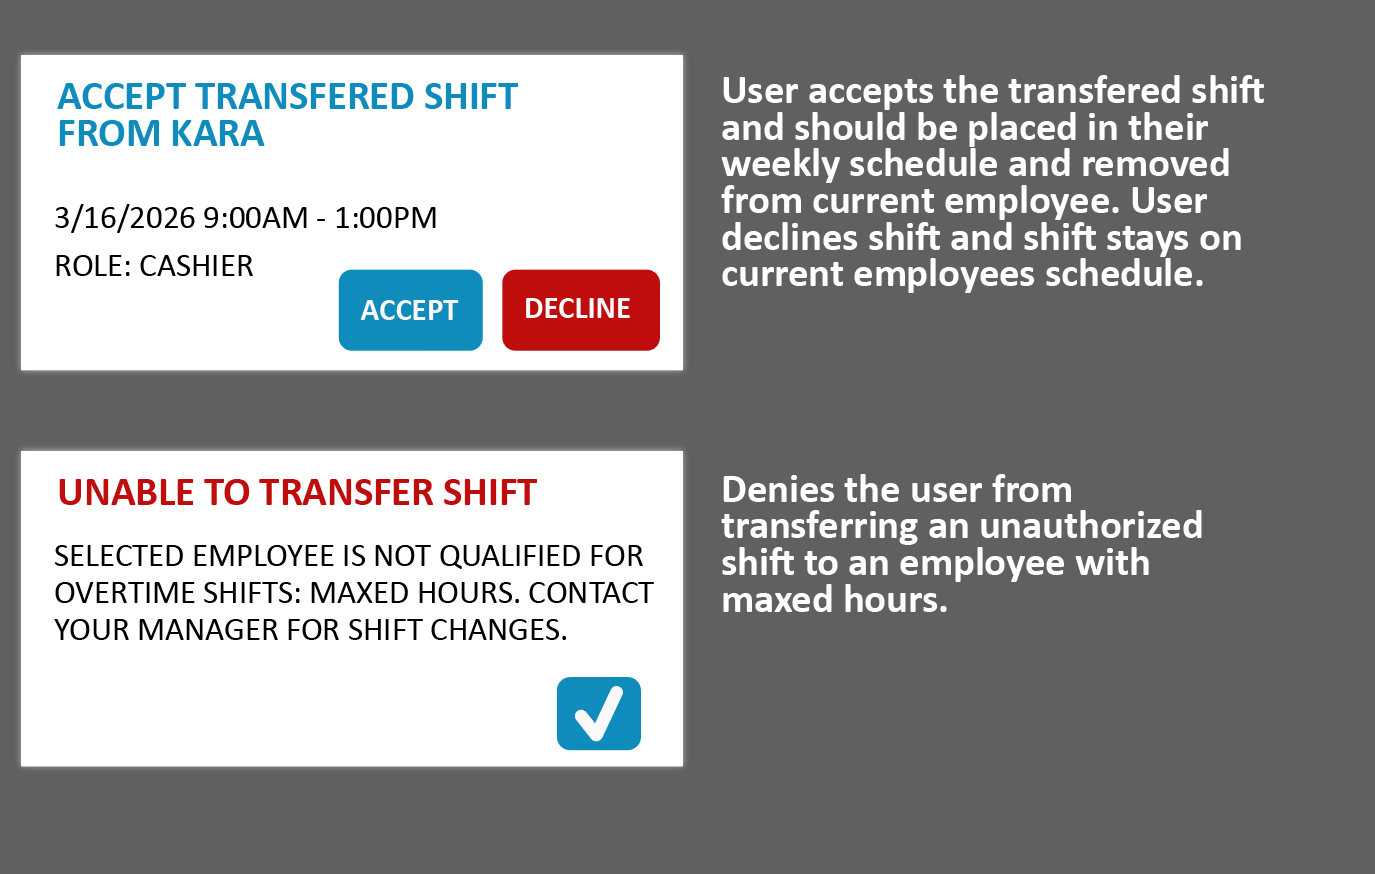 ACCEPT TRANSFERED SHIFT
FROM KARA
3/16/2026 9:00AM - 1:00PM
ROLE: CASHIER
ACCEPT
DECLINE
User accepts the transfered shift
and should be placed in their
weekly schedule and removed
from current employee. User
declines shift and shift stays on
current employees schedule.
UNABLE TO TRANSFER SHIFT
SELECTED EMPLOYEE IS NOT QUALIFIED FOR
OVERTIME SHIFTS: MAXED HOURS. CONTACT
YOUR MANAGER FOR SHIFT CHANGES.
Denies the user from
transferring an unauthorized
shift to an employee with
maxed hours.